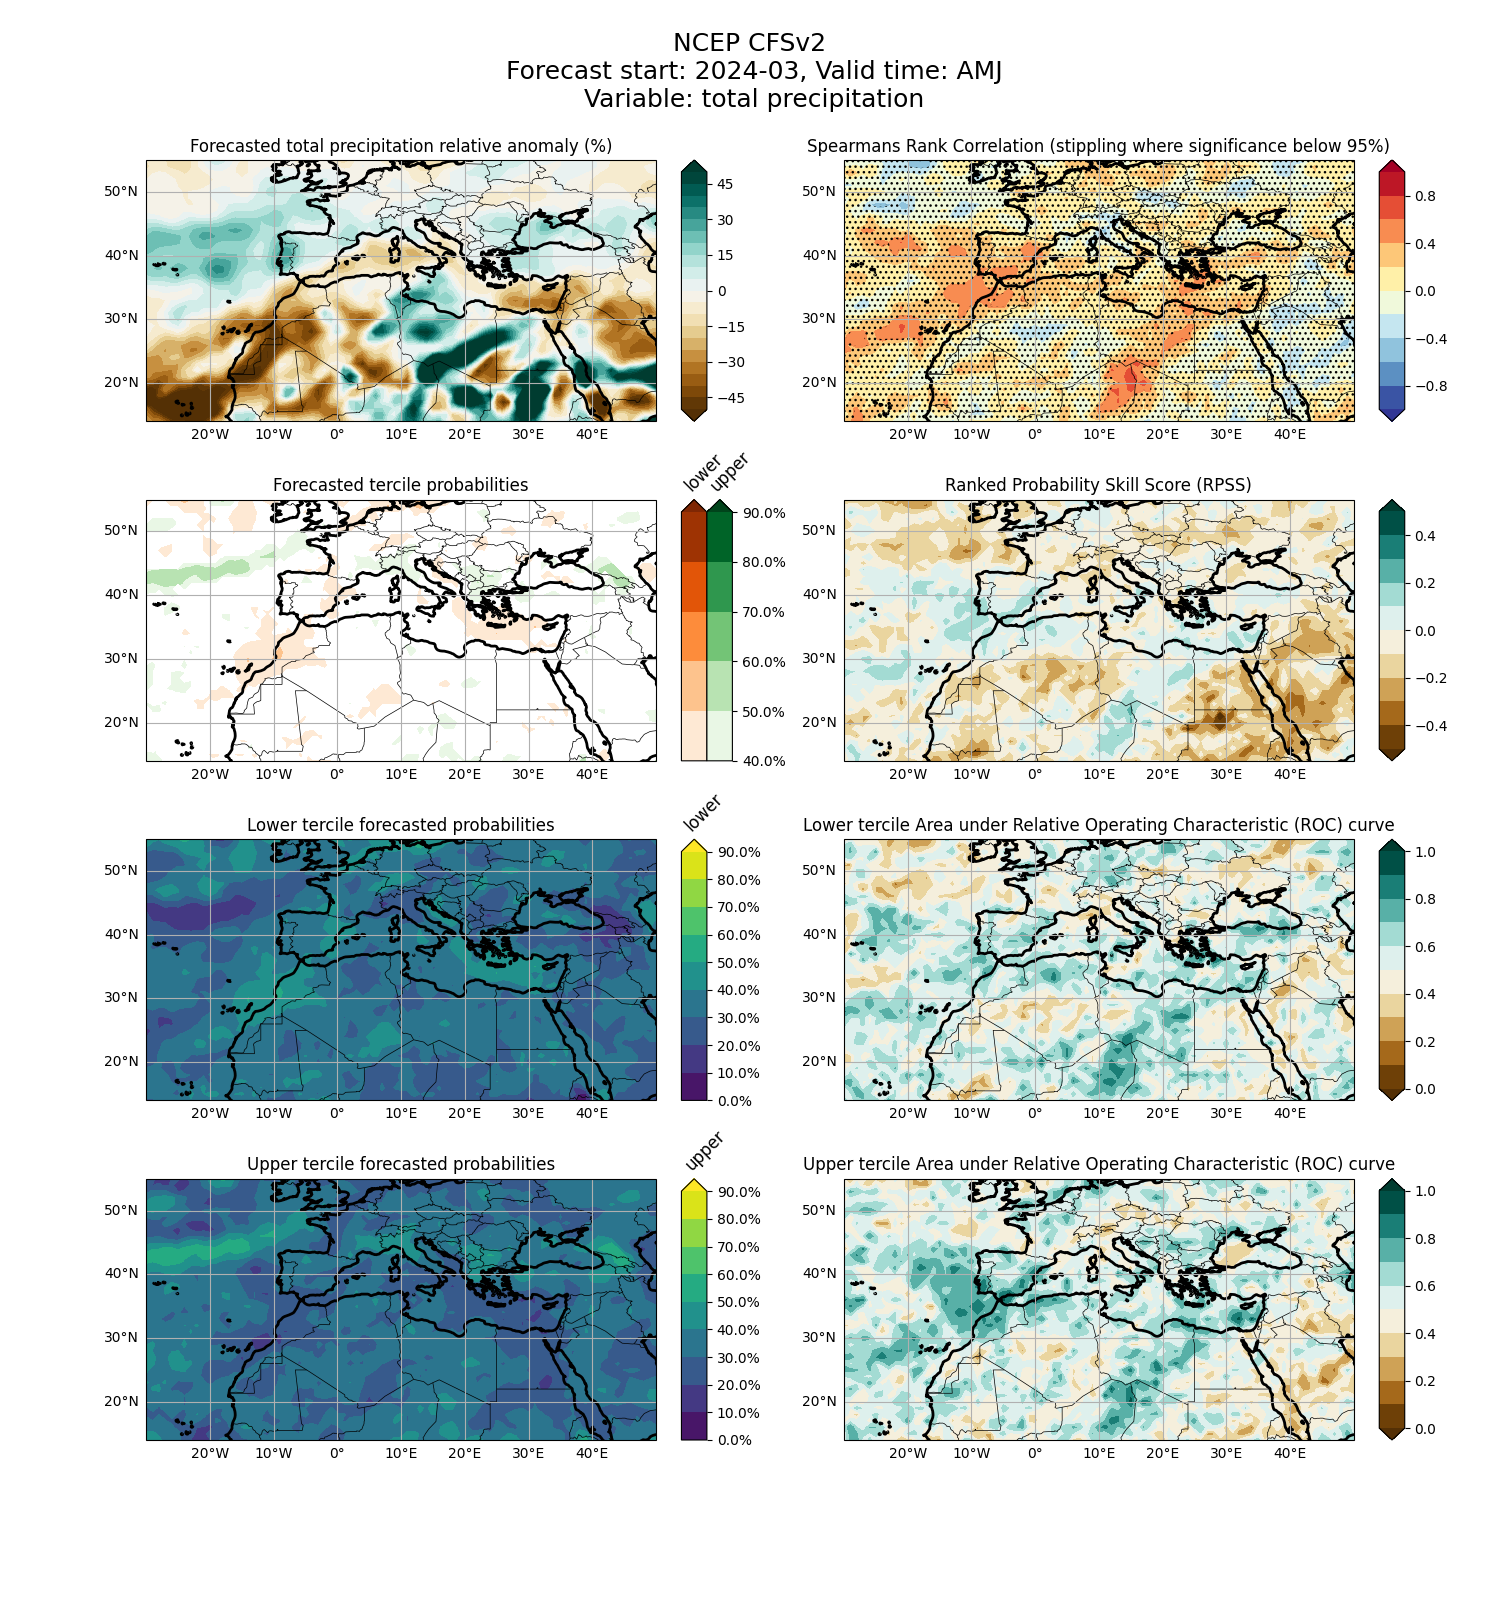 NCEP CFSv2
Forecast start: 2024-03, Valid time: AMJ
Variable: total precipitation
Forecasted total precipitation relative anomaly (%)
50°N
40°N
30°N
20°N
20°W 10°W 0° 10°E 20°E 30°E 40°E
45
30
15
0
−15
−30
−45
Spearmans Rank Correlation (stippling where significance below 95%)
50°N
40°N
30°N
20°N
20°W 10°W 0° 10°E 20°E 30°E 40°E
0.8
0.4
0.0
−0.4
−0.8
Forecasted tercile probabilities
50°N
40°N
30°N
20°N
20°W 10°W 0° 10°E 20°E 30°E 40°E
lower
upper
90.0%
80.0%
70.0%
60.0%
50.0%
40.0%
Ranked Probability Skill Score (RPSS)
50°N
40°N
30°N
20°N
20°W 10°W 0° 10°E 20°E 30°E 40°E
0.4
0.2
0.0
−0.2
−0.4
Lower tercile forecasted probabilities
50°N
40°N
30°N
20°N
20°W 10°W 0° 10°E 20°E 30°E 40°E
lower
90.0%
80.0%
70.0%
60.0%
50.0%
40.0%
30.0%
20.0%
10.0%
0.0%
Lower tercile Area under Relative Operating Characteristic (ROC) curve
50°N
40°N
30°N
20°N
20°W 10°W 0° 10°E 20°E 30°E 40°E
1.0
0.8
0.6
0.4
0.2
0.0
Upper tercile forecasted probabilities
50°N
40°N
30°N
20°N
20°W 10°W 0° 10°E 20°E 30°E 40°E
upper
90.0%
80.0%
70.0%
60.0%
50.0%
40.0%
30.0%
20.0%
10.0%
0.0%
Upper tercile Area under Relative Operating Characteristic (ROC) curve
50°N
40°N
30°N
20°N
20°W 10°W 0° 10°E 20°E 30°E 40°E
1.0
0.8
0.6
0.4
0.2
0.0